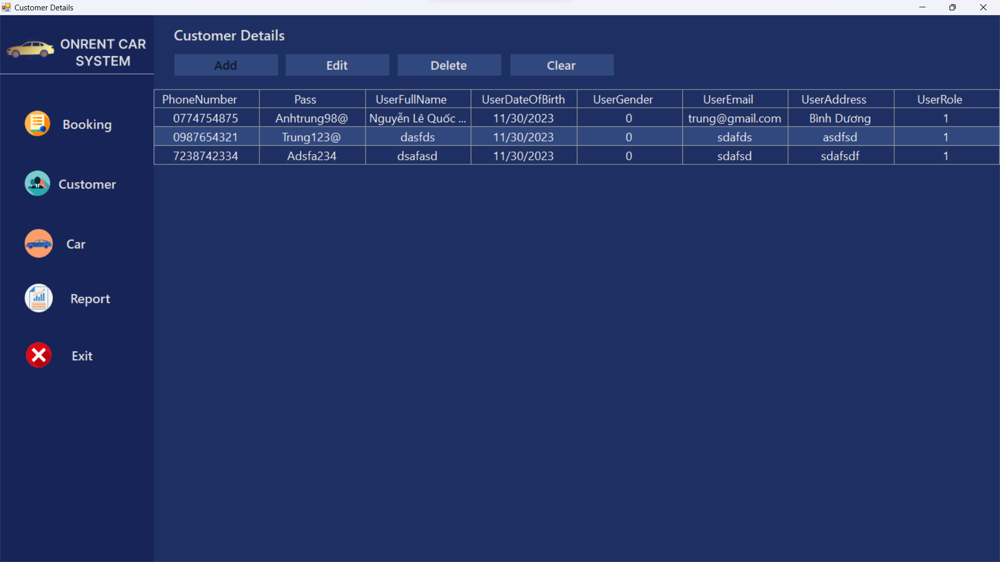 Customer Details
ONRENT CAR
SYSTEM
Customer Details
Add Edit Delete Clear
PhoneNumber Pass UserFullName UserDateOfBirth UserGender UserEmail UserAddress UserRole
0774754875 Anhtrung98@ Nguyễn Lê Quốc ... 11/30/2023 0 trung@gmail.com Bình Dương 1
0987654321 Trung123@ dasfds 11/30/2023 0 sdafds asdfsd 1
7238742334 Adsfa234 dsafasd 11/30/2023 0 sdafsd sdafsdf 1
Booking
Customer
Car
Report
Exit